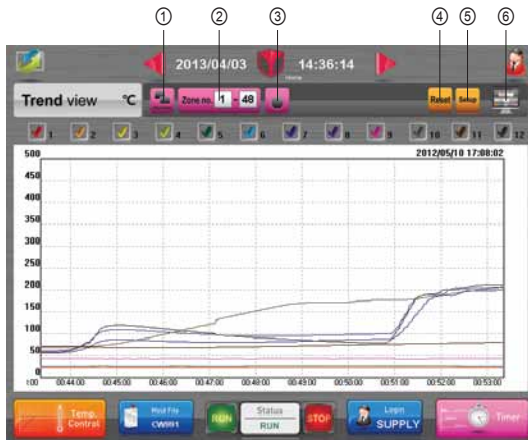 ① ② ③ ④ ⑤ ⑥
2013/04/03 14:36:14
Home
Trend view ℃ Zone no. 1 - 48 Reset Setup
1 2 3 4 5 6 7 8 9 10 11 12
2012/05/10 17:08:02
500
450
400
350
300
250
200
150
100
50
0
t:00 00:44:00 00:45:00 00:46:00 00:47:00 00:48:00 00:49:00 00:50:00 00:51:00 00:52:00 00:53:00
Temp. Control
Mold File
CW991
RUN
Status
RUN
STOP
Login
SUPPLY
Timer